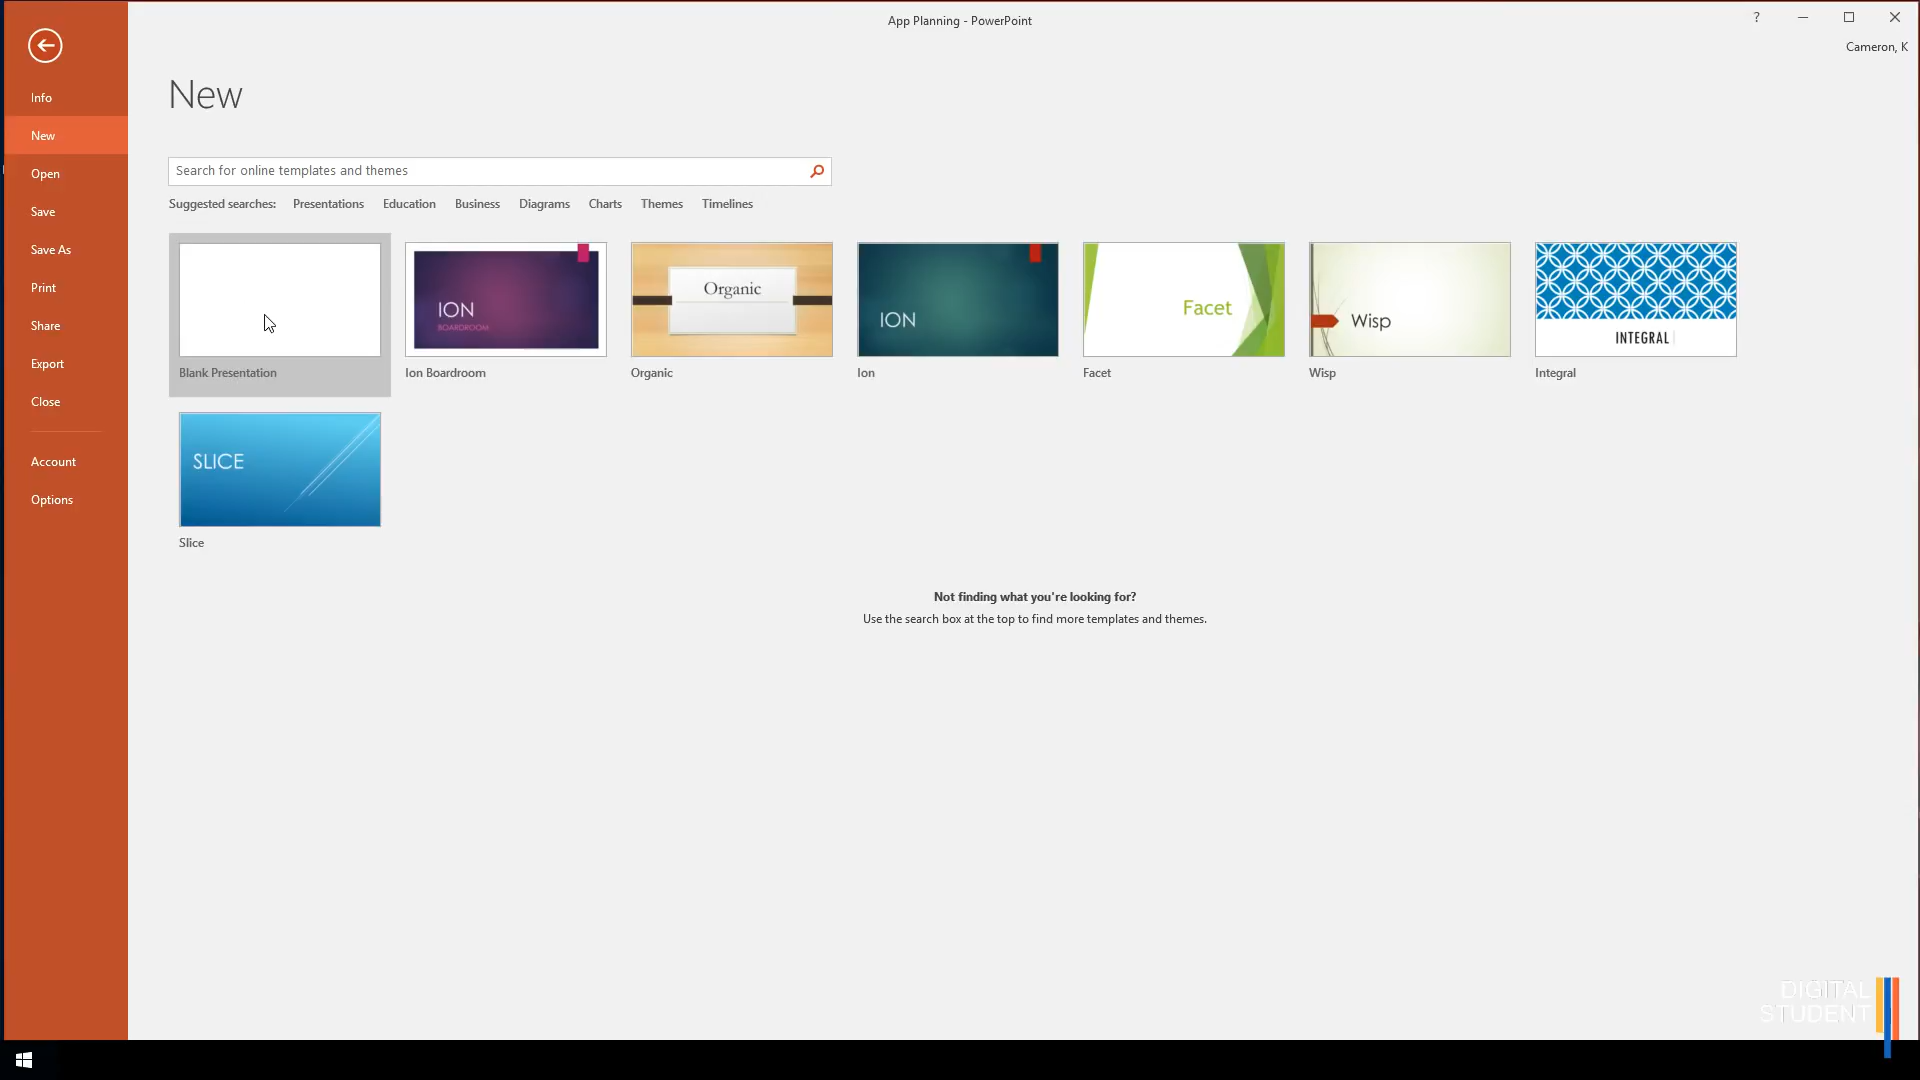 App Planning - PowerPoint
?
Cameron, K
Info
New
Open
Save
Save As
Print
Share
Export
Close
Account
Options
New
Search for online templates and themes
Suggested searches: Presentations Education Business Diagrams Charts Themes Timelines
Blank Presentation
ION
BOARDROOM
Ion Boardroom
Organic
Organic
ION
Ion
Facet
Facet
Wisp
Wisp
INTEGRAL
Integral
SLICE
Slice
Not finding what you're looking for?
Use the search box at the top to find more templates and themes.
DIGITAL
STUDENT